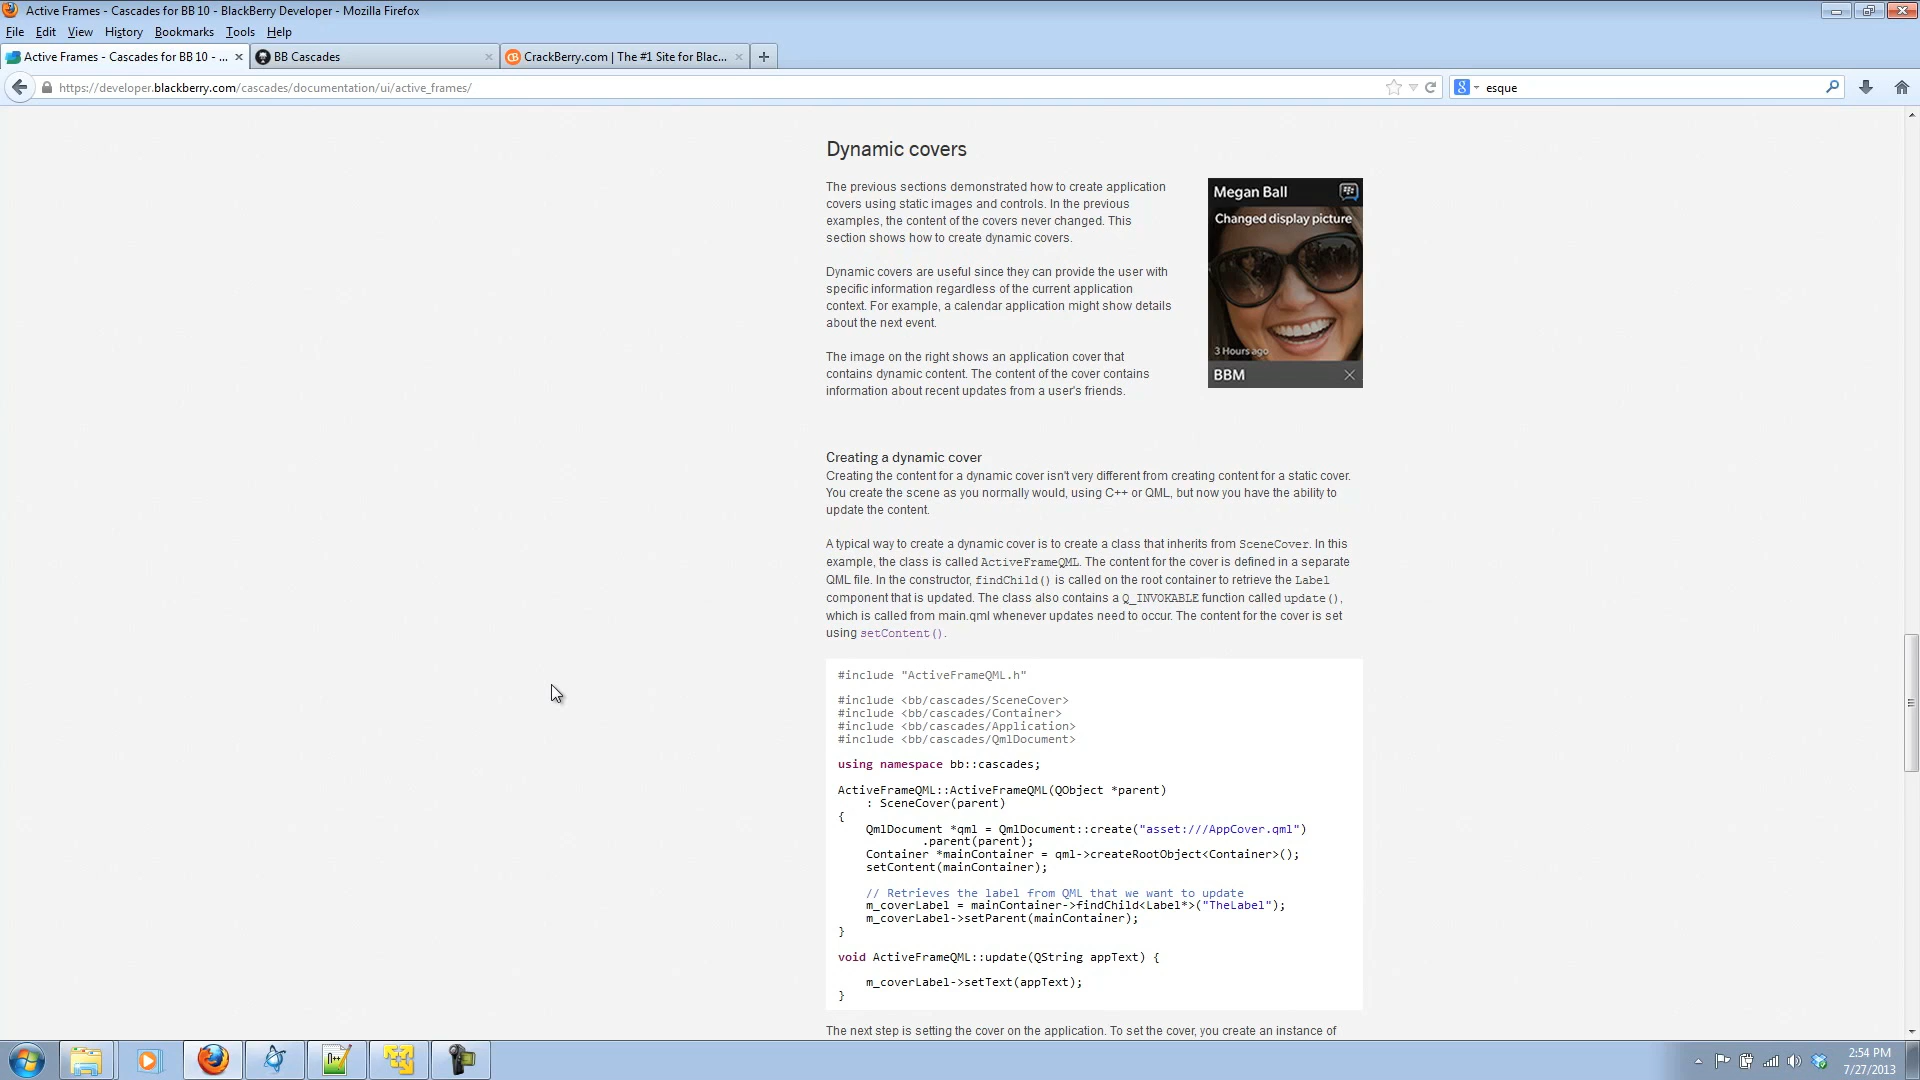 Active Frames - Cascades for BB 10 - BlackBerry Developer - Mozilla Firefox
File Edit View History Bookmarks Tools Help
Active Frames - Cascades for BB 10 - ...
BB Cascades
CrackBerry.com | The #1 Site for Blac...
https://developer.blackberry.com/cascades/documentation/ui/active_frames/
esque
Dynamic covers
The previous sections demonstrated how to create application
covers using static images and controls. In the previous
examples, the content of the covers never changed. This
section shows how to create dynamic covers.
Dynamic covers are useful since they can provide the user with
specific information regardless of the current application
context. For example, a calendar application might show details
about the next event.
The image on the right shows an application cover that
contains dynamic content. The content of the cover contains
information about recent updates from a user's friends.
Megan Ball
Changed display picture
3 Hours ago
BBM
Creating a dynamic cover
Creating the content for a dynamic cover isn't very different from creating content for a static cover.
You create the scene as you normally would, using C++ or QML, but now you have the ability to
update the content.
A typical way to create a dynamic cover is to create a class that inherits from SceneCover. In this
example, the class is called ActiveFrameQML. The content for the cover is defined in a separate
QML file. In the constructor, findChild() is called on the root container to retrieve the Label
component that is updated. The class also contains a Q_INVOKABLE function called update(),
which is called from main.qml whenever updates need to occur. The content for the cover is set
using setContent().
#include "ActiveFrameQML.h"
#include <bb/cascades/SceneCover>
#include <bb/cascades/Container>
#include <bb/cascades/Application>
#include <bb/cascades/QmlDocument>
using namespace bb::cascades;
ActiveFrameQML::ActiveFrameQML(QObject *parent)
: SceneCover(parent)
{
QmlDocument *qml = QmlDocument::create("asset:///AppCover.qml")
.parent(parent);
Container *mainContainer = qml->createRootObject<Container>();
setContent(mainContainer);
// Retrieves the label from QML that we want to update
m_coverLabel = mainContainer->findChild<Label*>("TheLabel");
m_coverLabel->setParent(mainContainer);
}
void ActiveFrameQML::update(QString appText) {
m_coverLabel->setText(appText);
}
The next step is setting the cover on the application. To set the cover, you create an instance of
2:54 PM
7/27/2013